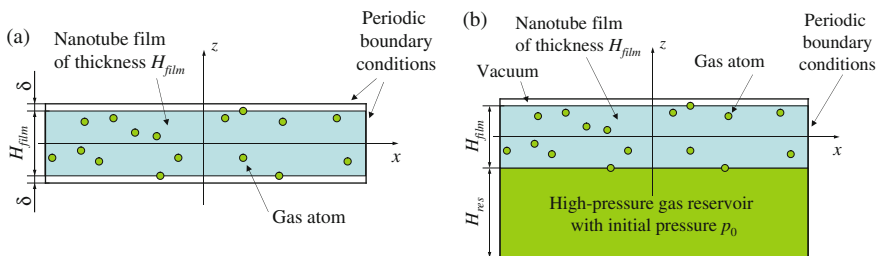 (a)
Nanotube film
of thickness H_film
z
Periodic
boundary
conditions
δ
H_film
δ
x
Gas atom
(b)
Nanotube film
of thickness H_film
z
Periodic
boundary
conditions
Vacuum
Gas atom
H_film
x
H_res
High-pressure gas reservoir
with initial pressure p_0